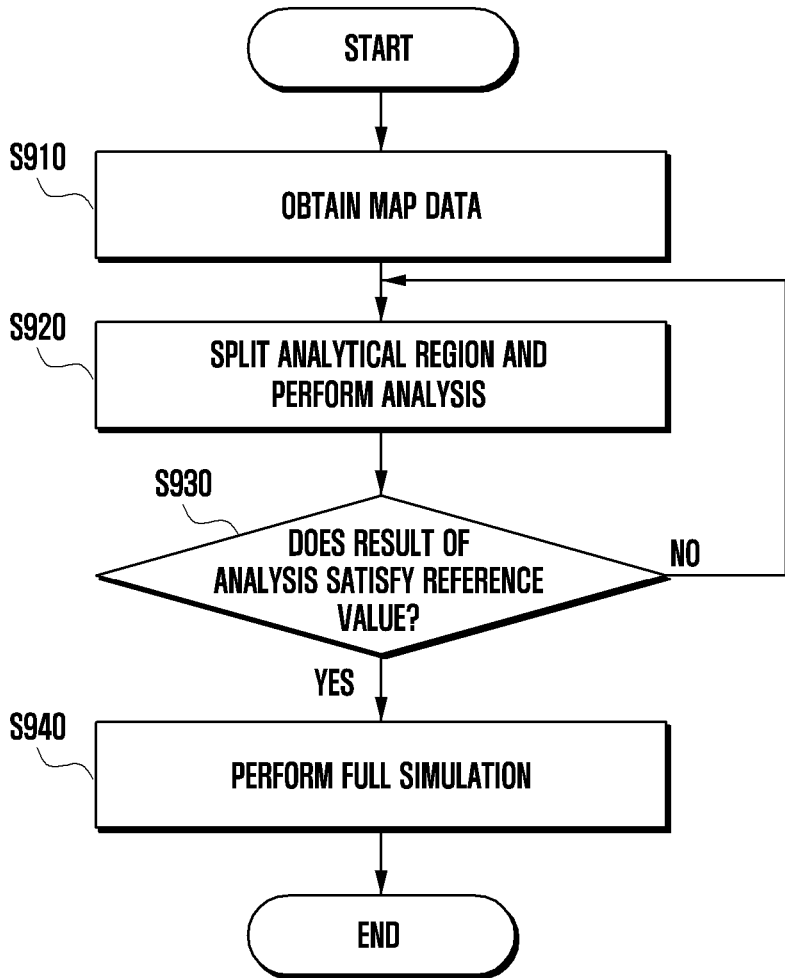 START
S910
OBTAIN MAP DATA
S920
SPLIT ANALYTICAL REGION AND
PERFORM ANALYSIS
S930
DOES RESULT OF
ANALYSIS SATISFY REFERENCE
VALUE?
NO
YES
S940
PERFORM FULL SIMULATION
END